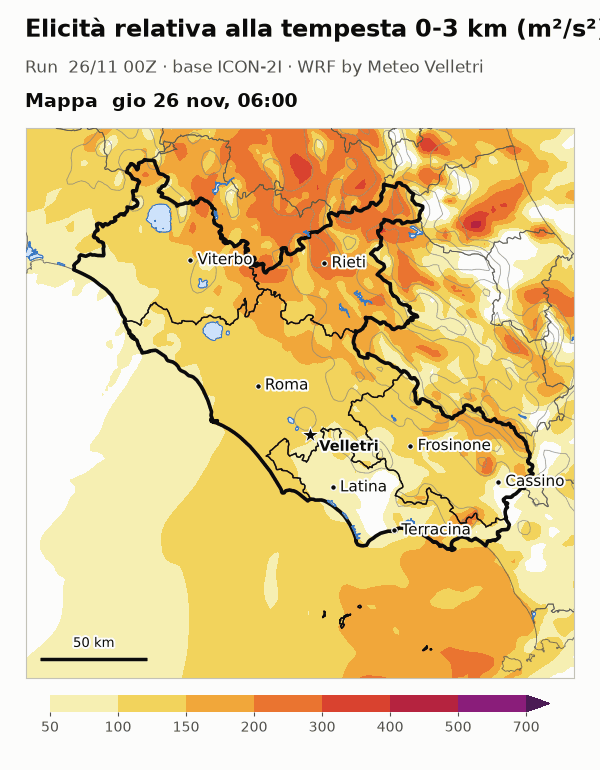 Elicità relativa alla tempesta 0-3 km (m²/s²)
Run 26/11 00Z · base ICON-2I · WRF by Meteo Velletri
Mappa gio 26 nov, 06:00
Viterbo
Rieti
Roma
Velletri
Frosinone
Latina
Cassino
Terracina
50 km
50 100 150 200 300 400 500 700